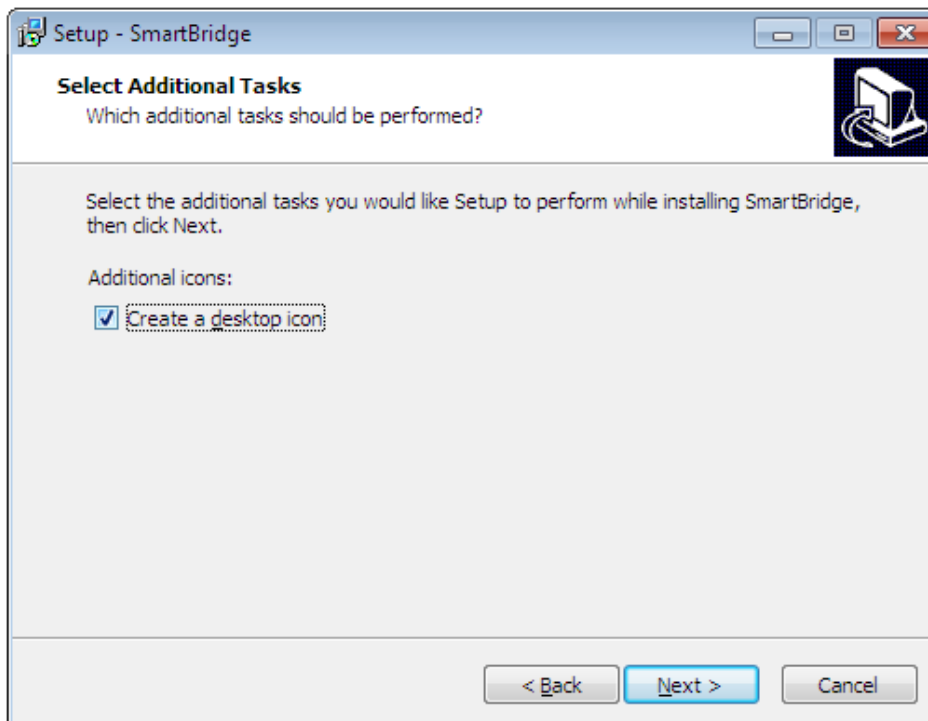 Setup - SmartBridge
Select Additional Tasks
Which additional tasks should be performed?
Select the additional tasks you would like Setup to perform while installing SmartBridge,
then click Next.
Additional icons:
Create a desktop icon
< Back
Next >
Cancel